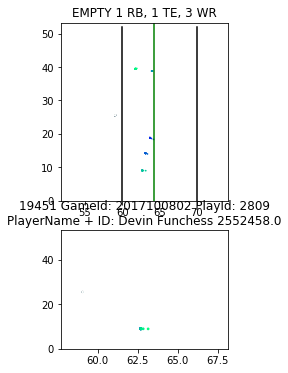 EMPTY 1 RB, 1 TE, 3 WR
50
40
30
20
10
0
55 60 65 70
19451 GameId: 2017100802 PlayId: 2809
PlayerName + ID: Devin Funchess 2552458.0
40
20
0
60.0 62.5 65.0 67.5